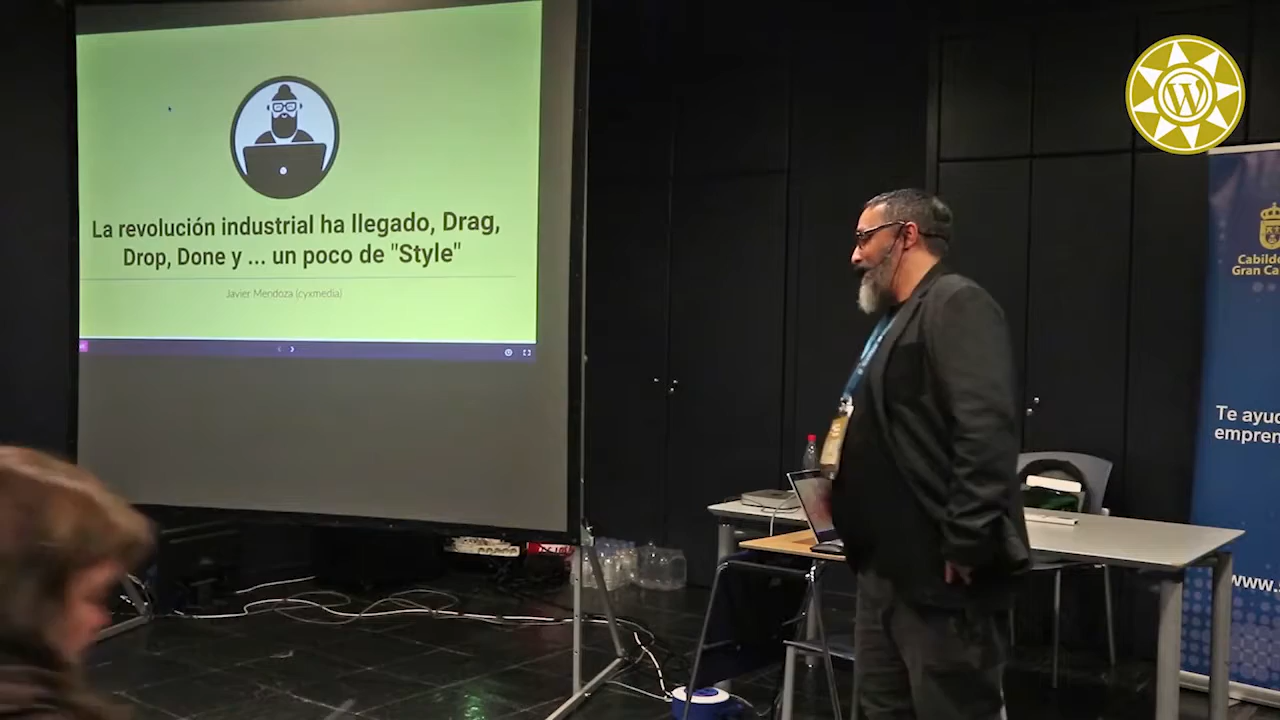 La revolución industrial ha llegado, Drag,
Drop, Done y ... un poco de "Style"
Javier Mendoza (cyxmedia)
W
Cabildo
Gran Ca
Te ayud
empren
www.